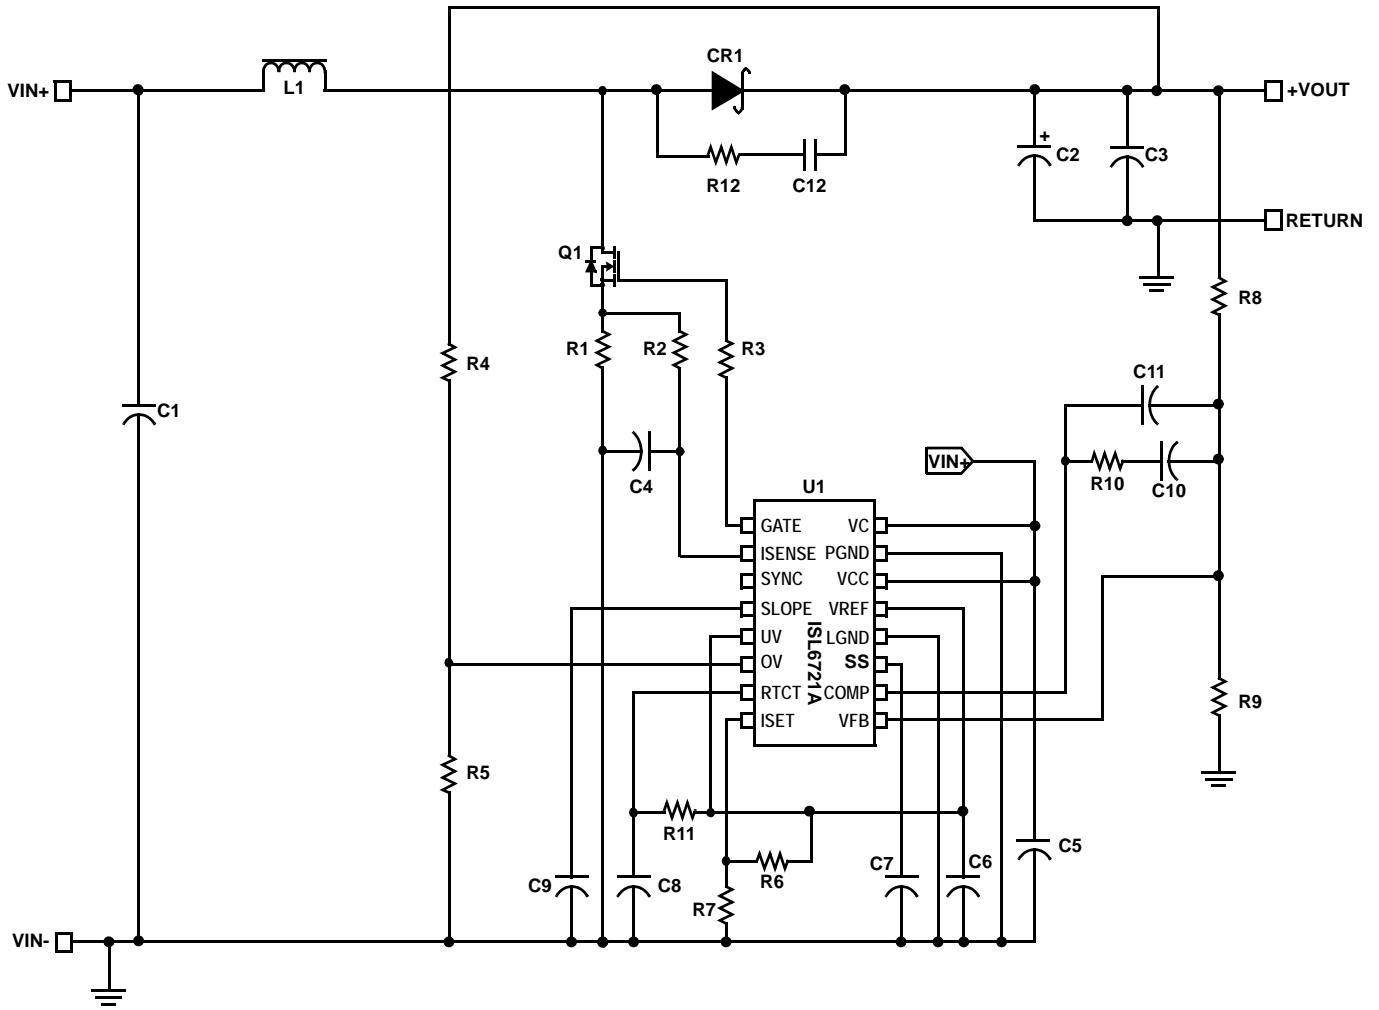 CR1
VIN+
L1
+VOUT
+
C2
C3
R12
C12
RETURN
Q1
R8
R1
R2
R3
R4
C11
C1
VIN+
R10
C10
C4
U1
GATE
VC
ISENSE
PGND
SYNC
VCC
SLOPE
VREF
UV
LGND
OV
SS
RTCT
COMP
ISET
VFB
ISL6721A
R9
R5
R11
C5
R6
C7
C6
C9
C8
R7
VIN-